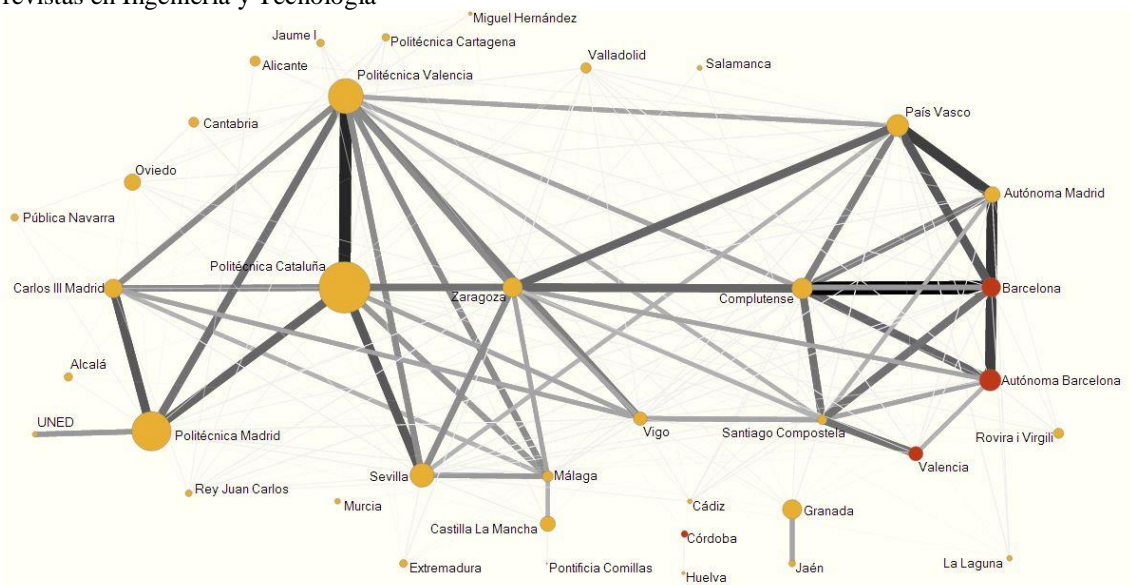 revistas en Ingeniería y Tecnología
Miguel Hernández
Jaume I
Politécnica Cartagena
Alicante
Politécnica Valencia
Valladolid
Salamanca
País Vasco
Cantabria
Oviedo
Autónoma Madrid
Pública Navarra
Politécnica Cataluña
Carlos III Madrid
Zaragoza
Complutense
Barcelona
Alcalá
Autónoma Barcelona
UNED
Politécnica Madrid
Vigo
Santiago Compostela
Rovira i Virgili
Valencia
Sevilla
Málaga
Rey Juan Carlos
Murcia
Cádiz
Granada
Castilla La Mancha
Córdoba
Extremadura
Pontificia Comillas
Jaén
La Laguna
Huelva